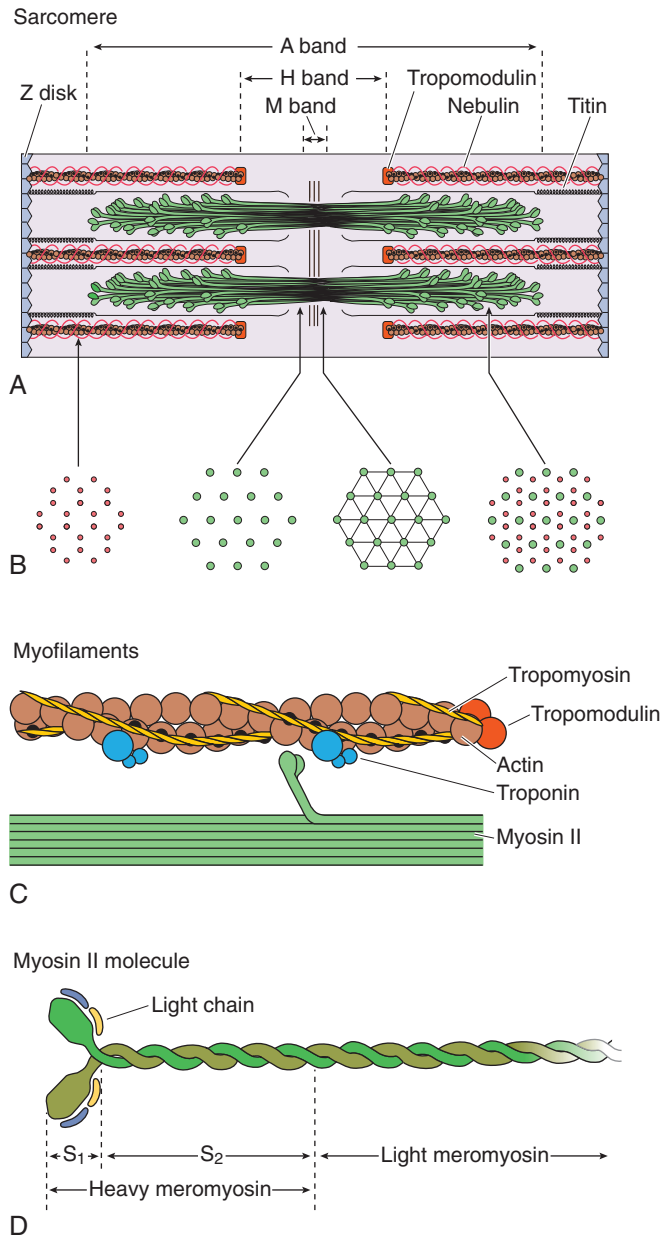 Sarcomere
A band
H band
M band
Z disk
Tropomodulin
Nebulin
Titin
A
B
Myofilaments
Tropomyosin
Tropomodulin
Actin
Troponin
Myosin II
C
Myosin II molecule
Light chain
S1
S2
Light meromyosin
Heavy meromyosin
D